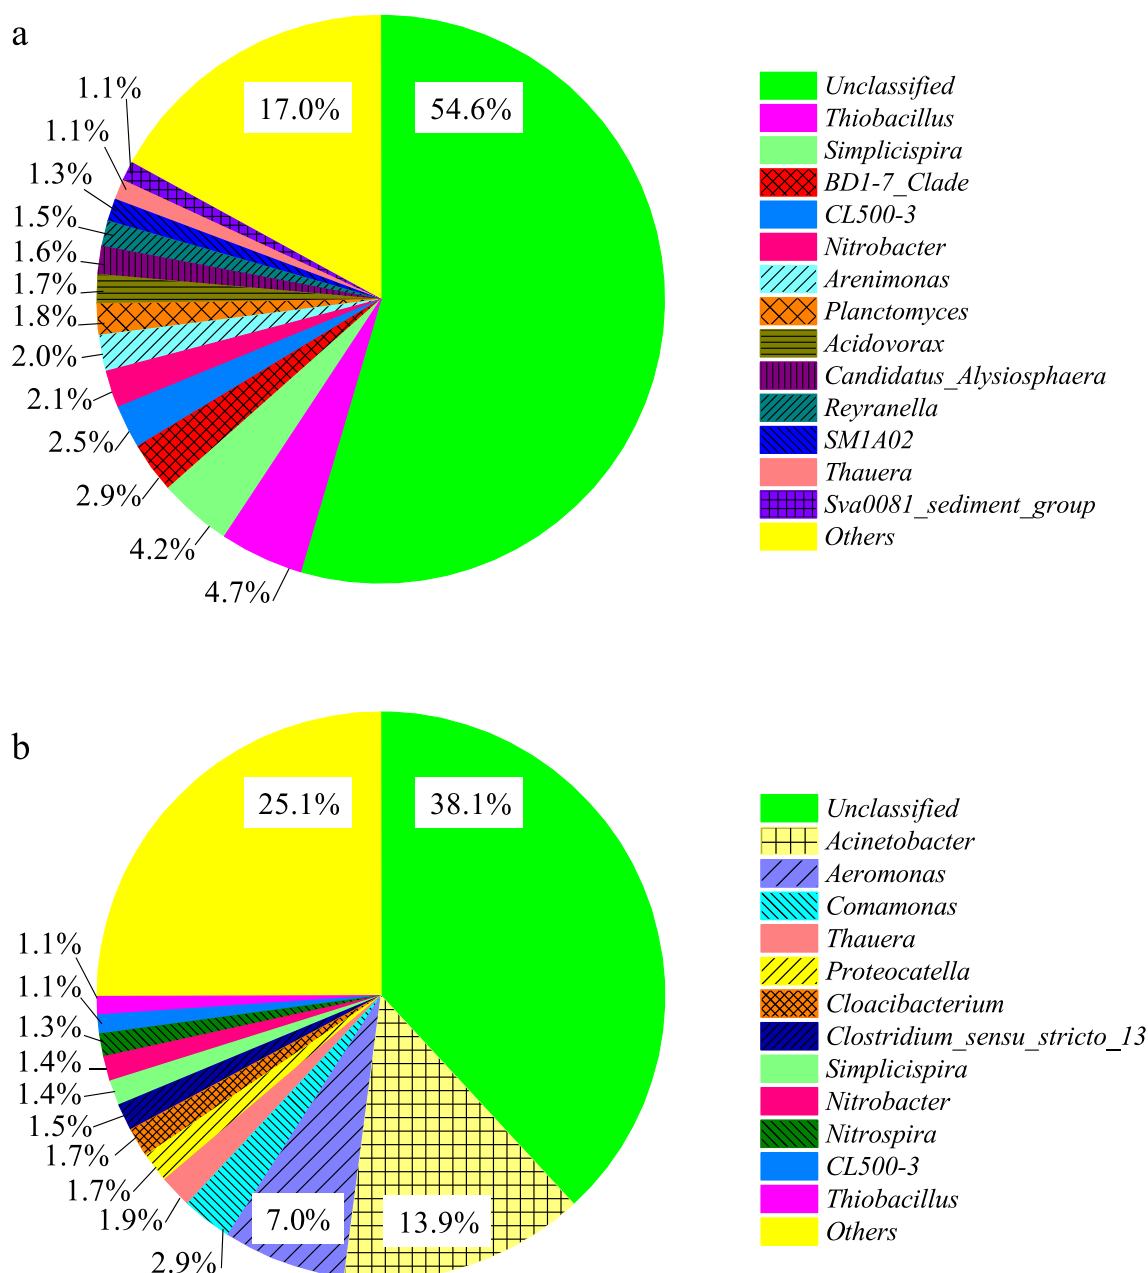 a
17.0%
54.6%
1.1%
1.1%
1.3%
1.5%
1.6%
1.7%
1.8%
2.0%
2.1%
2.5%
2.9%
4.2%
4.7%
Unclassified
Thiobacillus
Simplicispira
BD1-7_Clade
CL500-3
Nitrobacter
Arenimonas
Planctomyces
Acidovorax
Candidatus_Alysiosphaera
Reyranella
SM1A02
Thauera
Sva0081_sediment_group
Others
b
25.1%
38.1%
1.1%
1.1%
1.3%
1.4%
1.4%
1.5%
1.7%
1.7%
1.9%
2.9%
7.0%
13.9%
Unclassified
Acinetobacter
Aeromonas
Comamonas
Thauera
Proteocatella
Cloacibacterium
Clostridium_sensu_stricto_13
Simplicispira
Nitrobacter
Nitrospira
CL500-3
Thiobacillus
Others